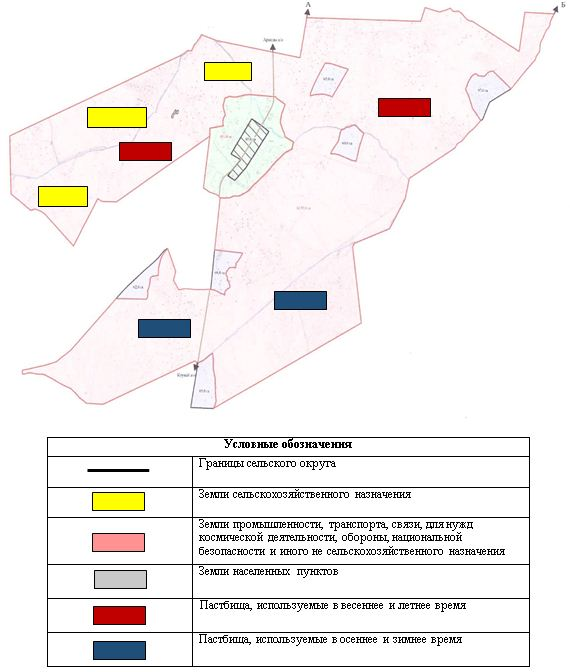 А
Б
Условные обозначения
Границы сельского округа
Земли сельскохозяйственного назначения
Земли промышленности, транспорта, связи, для нужд
космической деятельности, обороны, национальной
безопасности и иного не сельскохозяйственного назначения
Земли населенных пунктов
Пастбища, используемые в весеннее и летнее время
Пастбища, используемые в осеннее и зимнее время